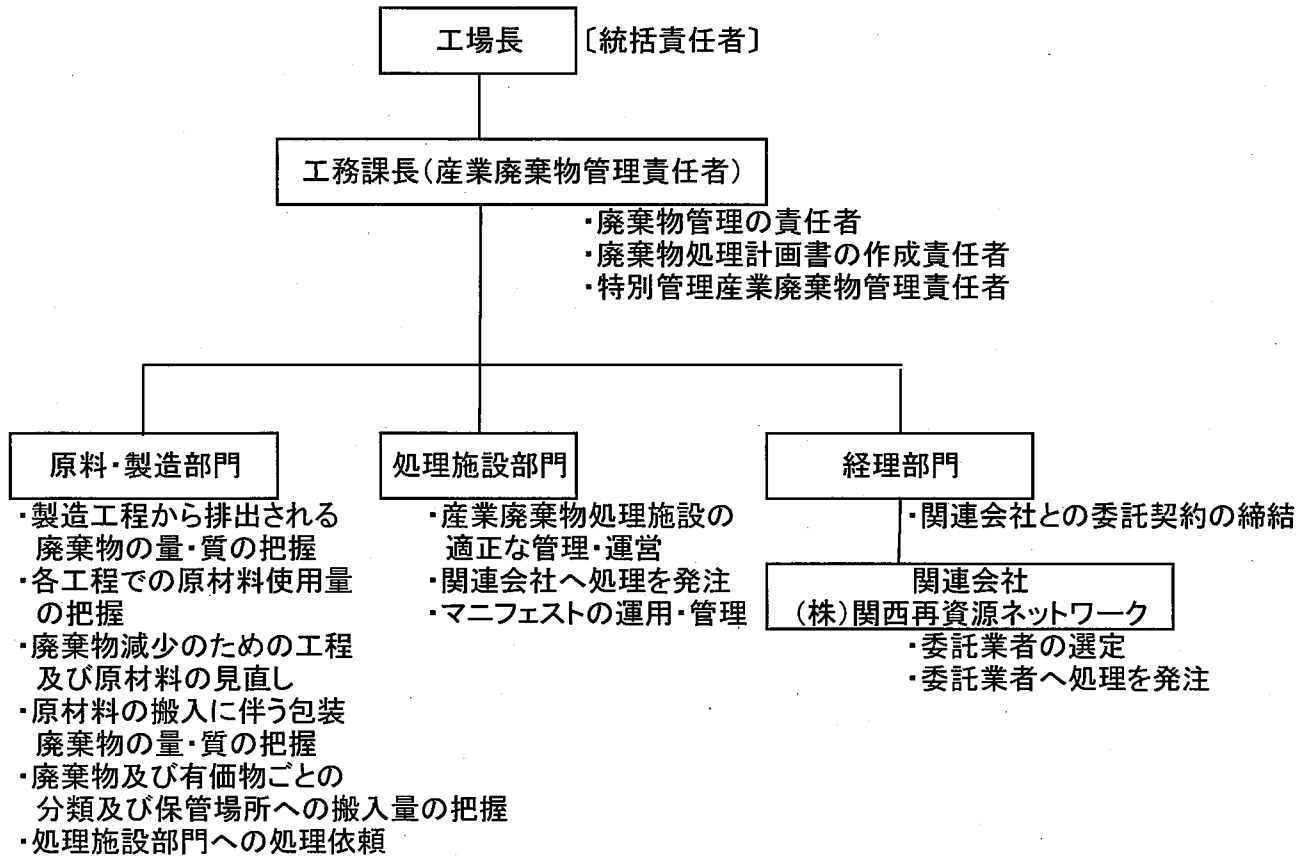 工場長
〔統括責任者〕
工務課長(産業廃棄物管理責任者)
・廃棄物管理の責任者
・廃棄物処理計画書の作成責任者
・特別管理産業廃棄物管理責任者
原料・製造部門
・製造工程から排出される
廃棄物の量・質の把握
・各工程での原材料使用量
の把握
・廃棄物減少のための工程
及び原材料の見直し
・原材料の搬入に伴う包装
廃棄物の量・質の把握
・廃棄物及び有価物ごとの
分類及び保管場所への搬入量の把握
・処理施設部門への処理依頼
処理施設部門
・産業廃棄物処理施設の
適正な管理・運営
・関連会社へ処理を発注
・マニフェストの運用・管理
経理部門
・関連会社との委託契約の締結
関連会社
(株)関西再資源ネットワーク
・委託業者の選定
・委託業者へ処理を発注